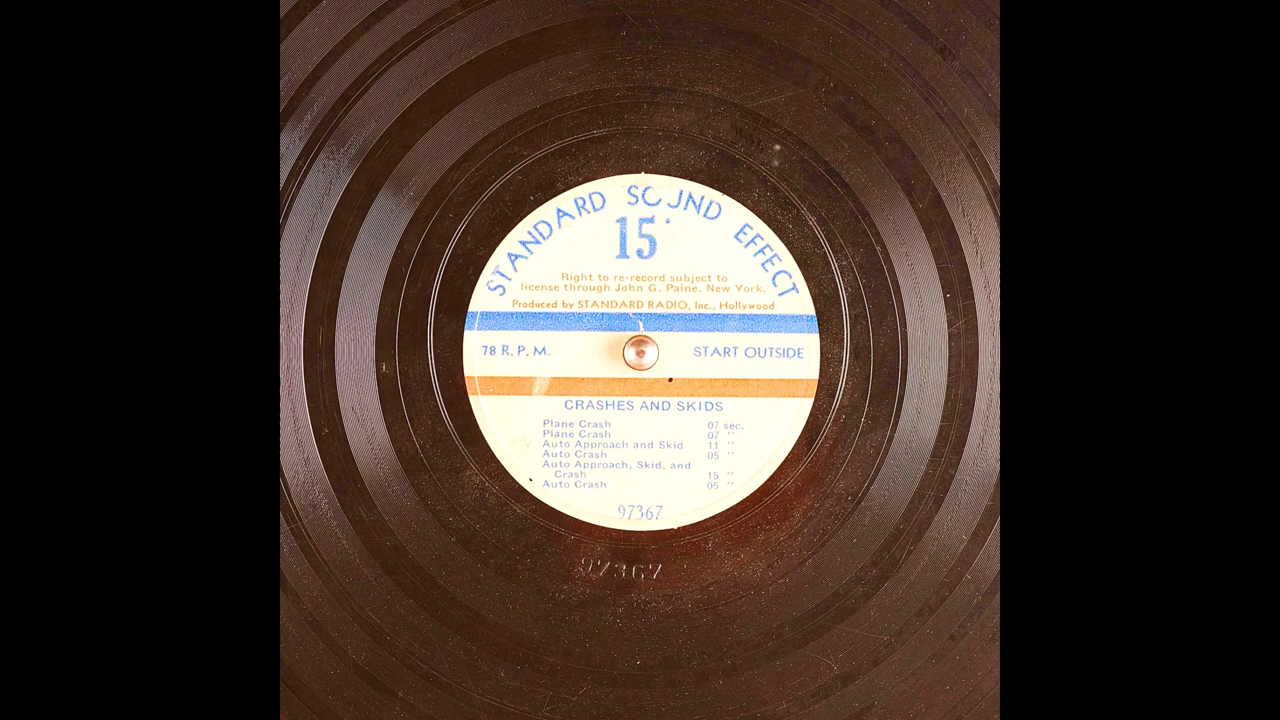 STANDARD SOUND EFFECT
15
Right to re-record subject to
license through John G. Paine, New York.
Produced by STANDARD RADIO, Inc., Hollywood
78 R. P. M. START OUTSIDE
CRASHES AND SKIDS
Plane Crash 07 sec.
Plane Crash 07 "
Auto Approach and Skid 11 "
Auto Crash 05 "
Auto Approach, Skid, and
Crash 15 "
Auto Crash 05 "
97367
97367